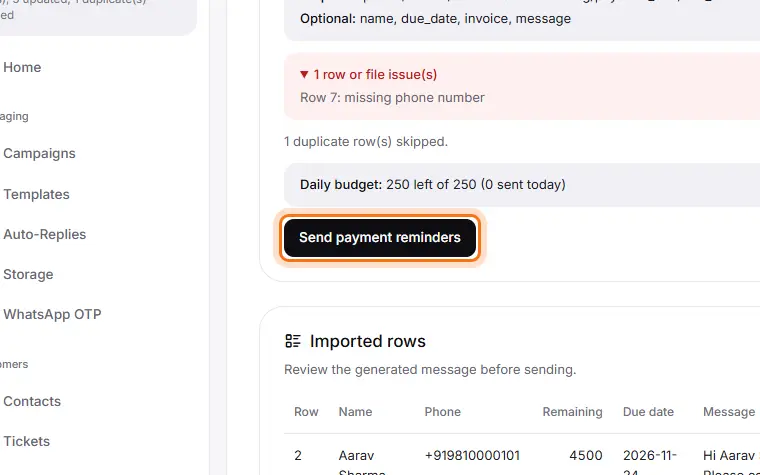 ed
Home
aging
Campaigns
Templates
Auto-Replies
Storage
WhatsApp OTP
omers
Contacts
Tickets
Optional: name, due_date, invoice, message
▼ 1 row or file issue(s)
Row 7: missing phone number
1 duplicate row(s) skipped.
Daily budget: 250 left of 250 (0 sent today)
Send payment reminders
Imported rows
Review the generated message before sending.
Row Name Phone Remaining Due date Message
2 Aarav +919810000101 4500 2026-11- Hi Aarav